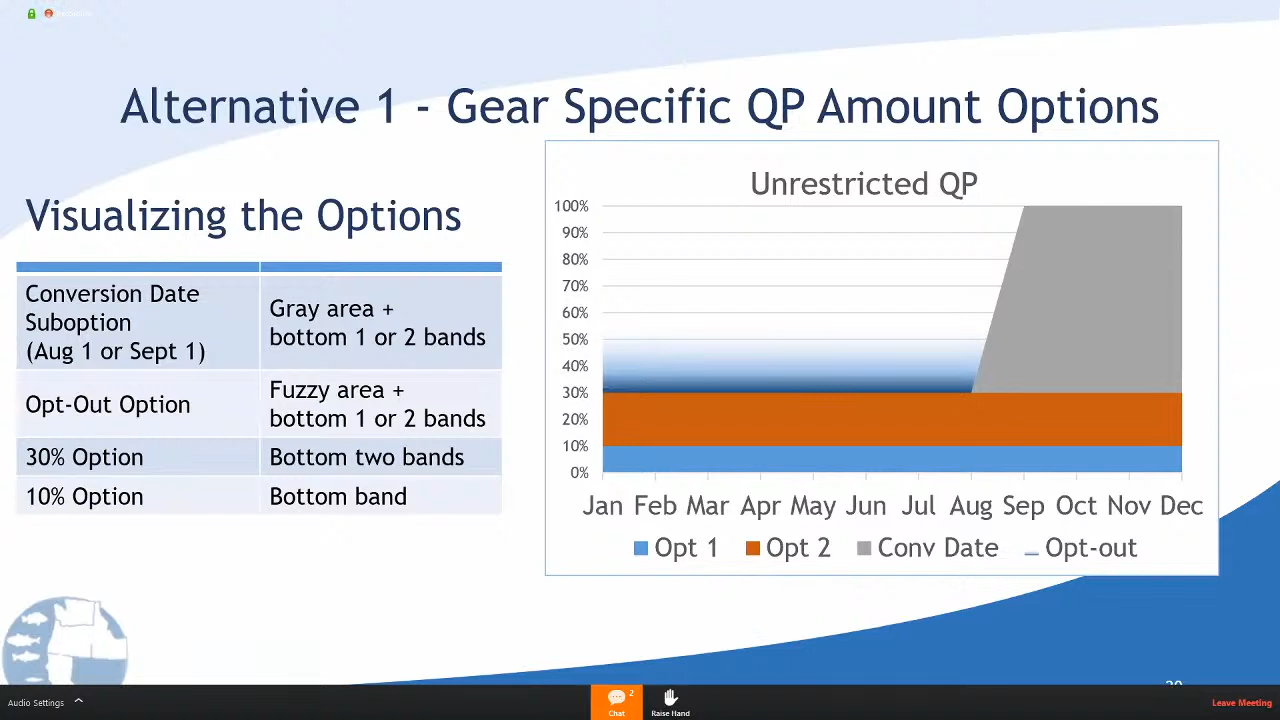 Alternative 1 - Gear Specific QP Amount Options
Visualizing the Options
Conversion Date
Suboption
(Aug 1 or Sept 1)
Gray area +
bottom 1 or 2 bands
Opt-Out Option
Fuzzy area +
bottom 1 or 2 bands
30% Option
Bottom two bands
10% Option
Bottom band
Unrestricted QP
100%
90%
80%
70%
60%
50%
40%
30%
20%
10%
0%
Jan Feb Mar Apr May Jun Jul Aug Sep Oct Nov Dec
Opt 1 Opt 2 Conv Date Opt-out
Audio Settings
2
Chat
Raise Hand
Leave Meeting